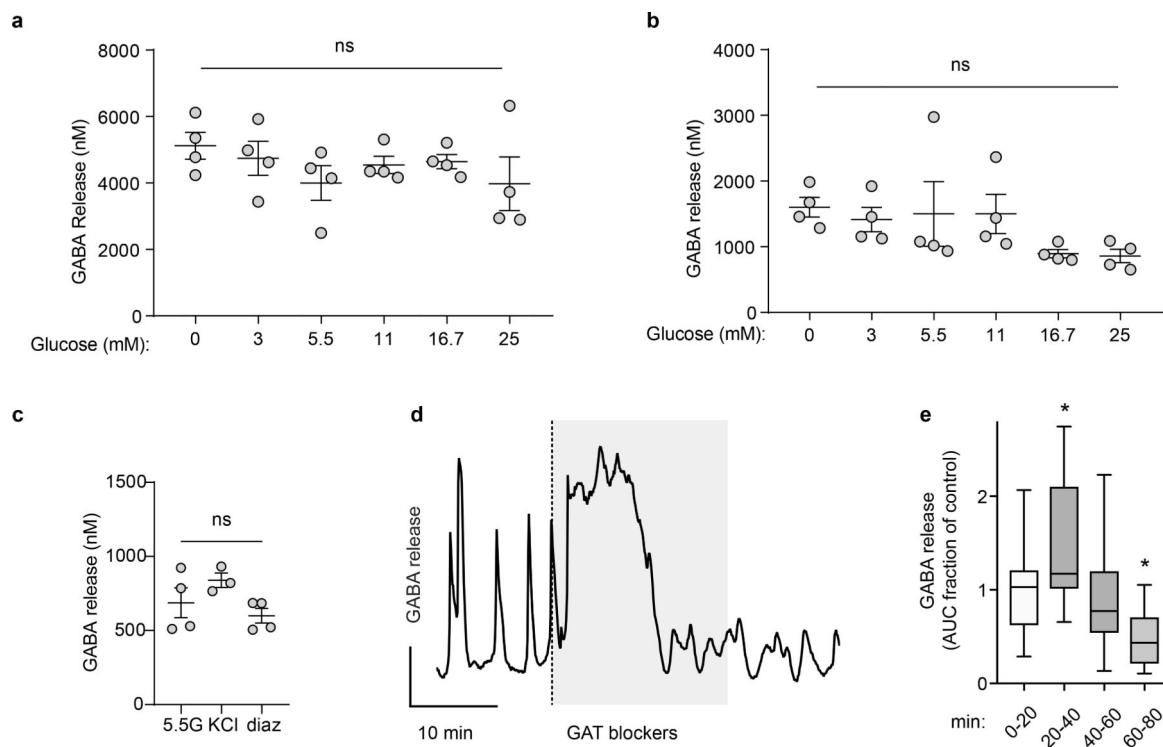 a
ns
8000
6000
4000
2000
0
GABA Release (nM)
Glucose (mM): 0 3 5.5 11 16.7 25
b
ns
4000
3000
2000
1000
0
GABA release (nM)
Glucose (mM): 0 3 5.5 11 16.7 25
c
ns
1500
1000
500
0
GABA release (nM)
5.5G KCl diaz
d
GABA release
10 min
GAT blockers
e
*
*
2
1
0
GABA release
(AUC fraction of control)
min: 0-20 20-40 40-60 60-80